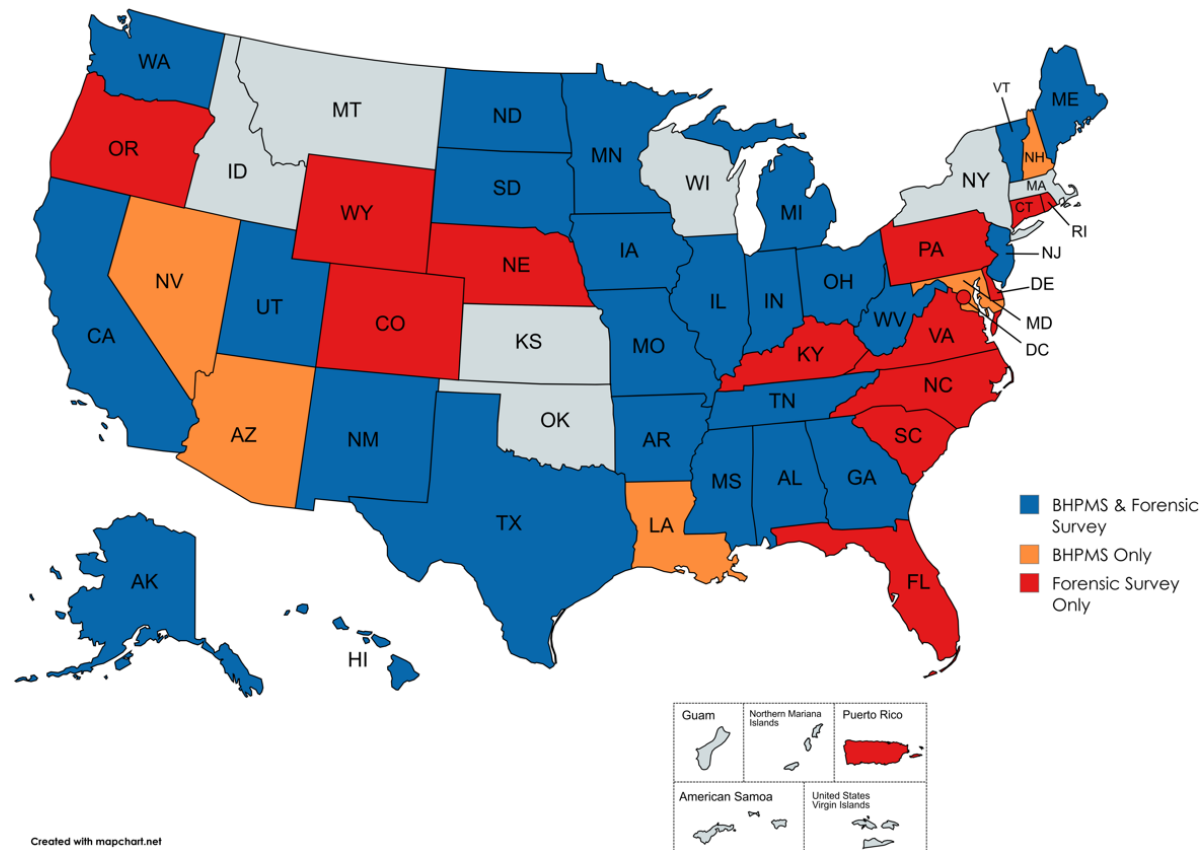 WA
MT
ND
MN
VT
ME
OR
ID
SD
WI
MI
NY
NH
MA
CT
RI
WY
NE
IA
PA
NJ
DE
MD
DC
NV
UT
CO
KS
MO
IL
IN
OH
WV
VA
KY
CA
AZ
NM
OK
AR
TN
NC
SC
MS
AL
GA
TX
LA
FL
AK
HI
BHPMS & Forensic
Survey
BHPMS Only
Forensic Survey
Only
Guam
Northern Mariana
Islands
Puerto Rico
American Samoa
United States
Virgin Islands
Created with mapchart.net